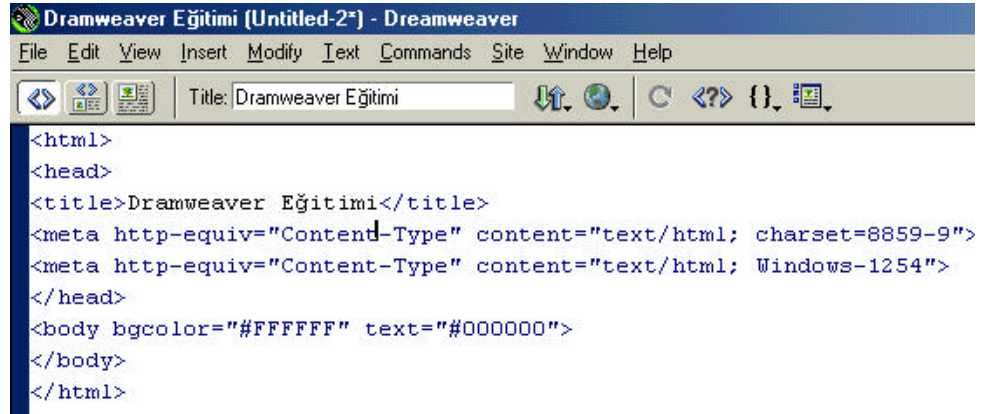 Dramweaver Eğitimi (Untitled-2*) - Dreamweaver
File Edit View Insert Modify Text Commands Site Window Help
Title: Dramweaver Eğitimi
<html>
<head>
<title>Dramweaver Eğitimi</title>
<meta http-equiv="Content-Type" content="text/html; charset=8859-9">
<meta http-equiv="Content-Type" content="text/html; Windows-1254">
</head>
<body bgcolor="#FFFFFF" text="#000000">
</body>
</html>